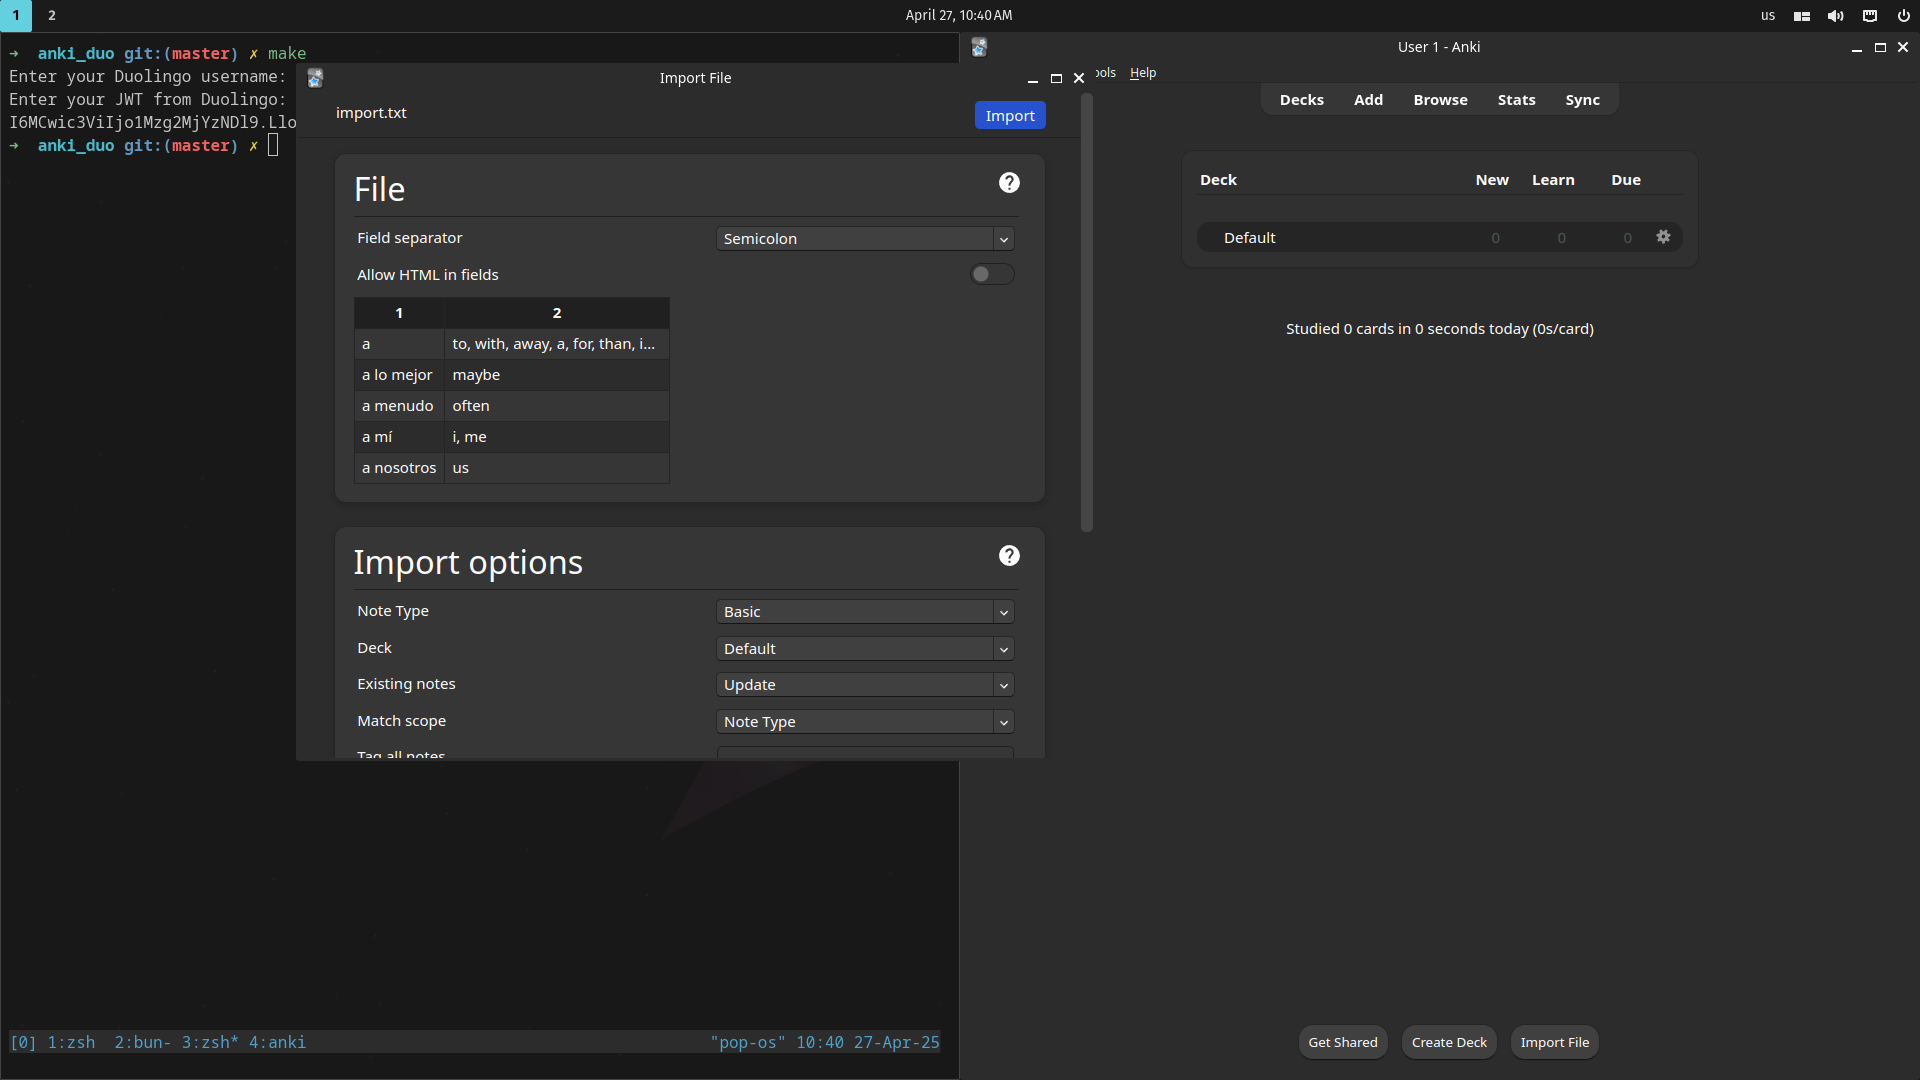 1 2 April 27, 10:40 AM us
→ anki_duo git:(master) ✗ make
Enter your Duolingo username:
Enter your JWT from Duolingo:
I6MCwic3ViIjo1Mzg2MjYzNDl9.Llo
→ anki_duo git:(master) ✗
[0] 1:zsh 2:bun- 3:zsh* 4:anki "pop-os" 10:40 27-Apr-25
Import File
import.txt Import
File
Field separator Semicolon
Allow HTML in fields
1 2
a to, with, away, a, for, than, i...
a lo mejor maybe
a menudo often
a mí i, me
a nosotros us
Import options
Note Type Basic
Deck Default
Existing notes Update
Match scope Note Type
Tag all notes
User 1 - Anki
ools Help
Decks Add Browse Stats Sync
Deck New Learn Due
Default 0 0 0
Studied 0 cards in 0 seconds today (0s/card)
Get Shared Create Deck Import File